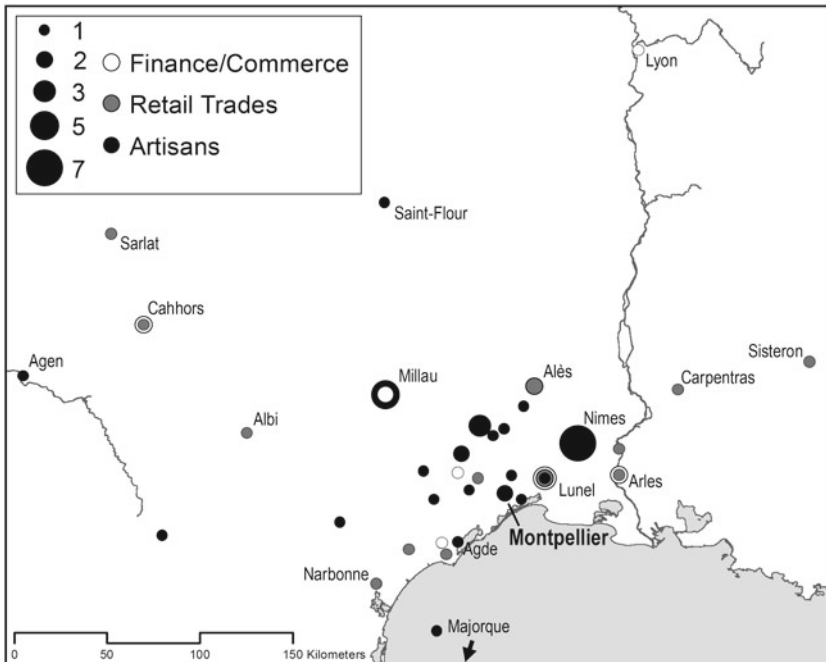 1
2
3
5
7
Finance/Commerce
Retail Trades
Artisans
Lyon
Saint-Flour
Sarlat
Cahhors
Agen
Millau
Alès
Sisteron
Carpentras
Albi
Nimes
Lunel
Arles
Montpellier
Agde
Narbonne
Majorque
0 50 100 150 Kilometers